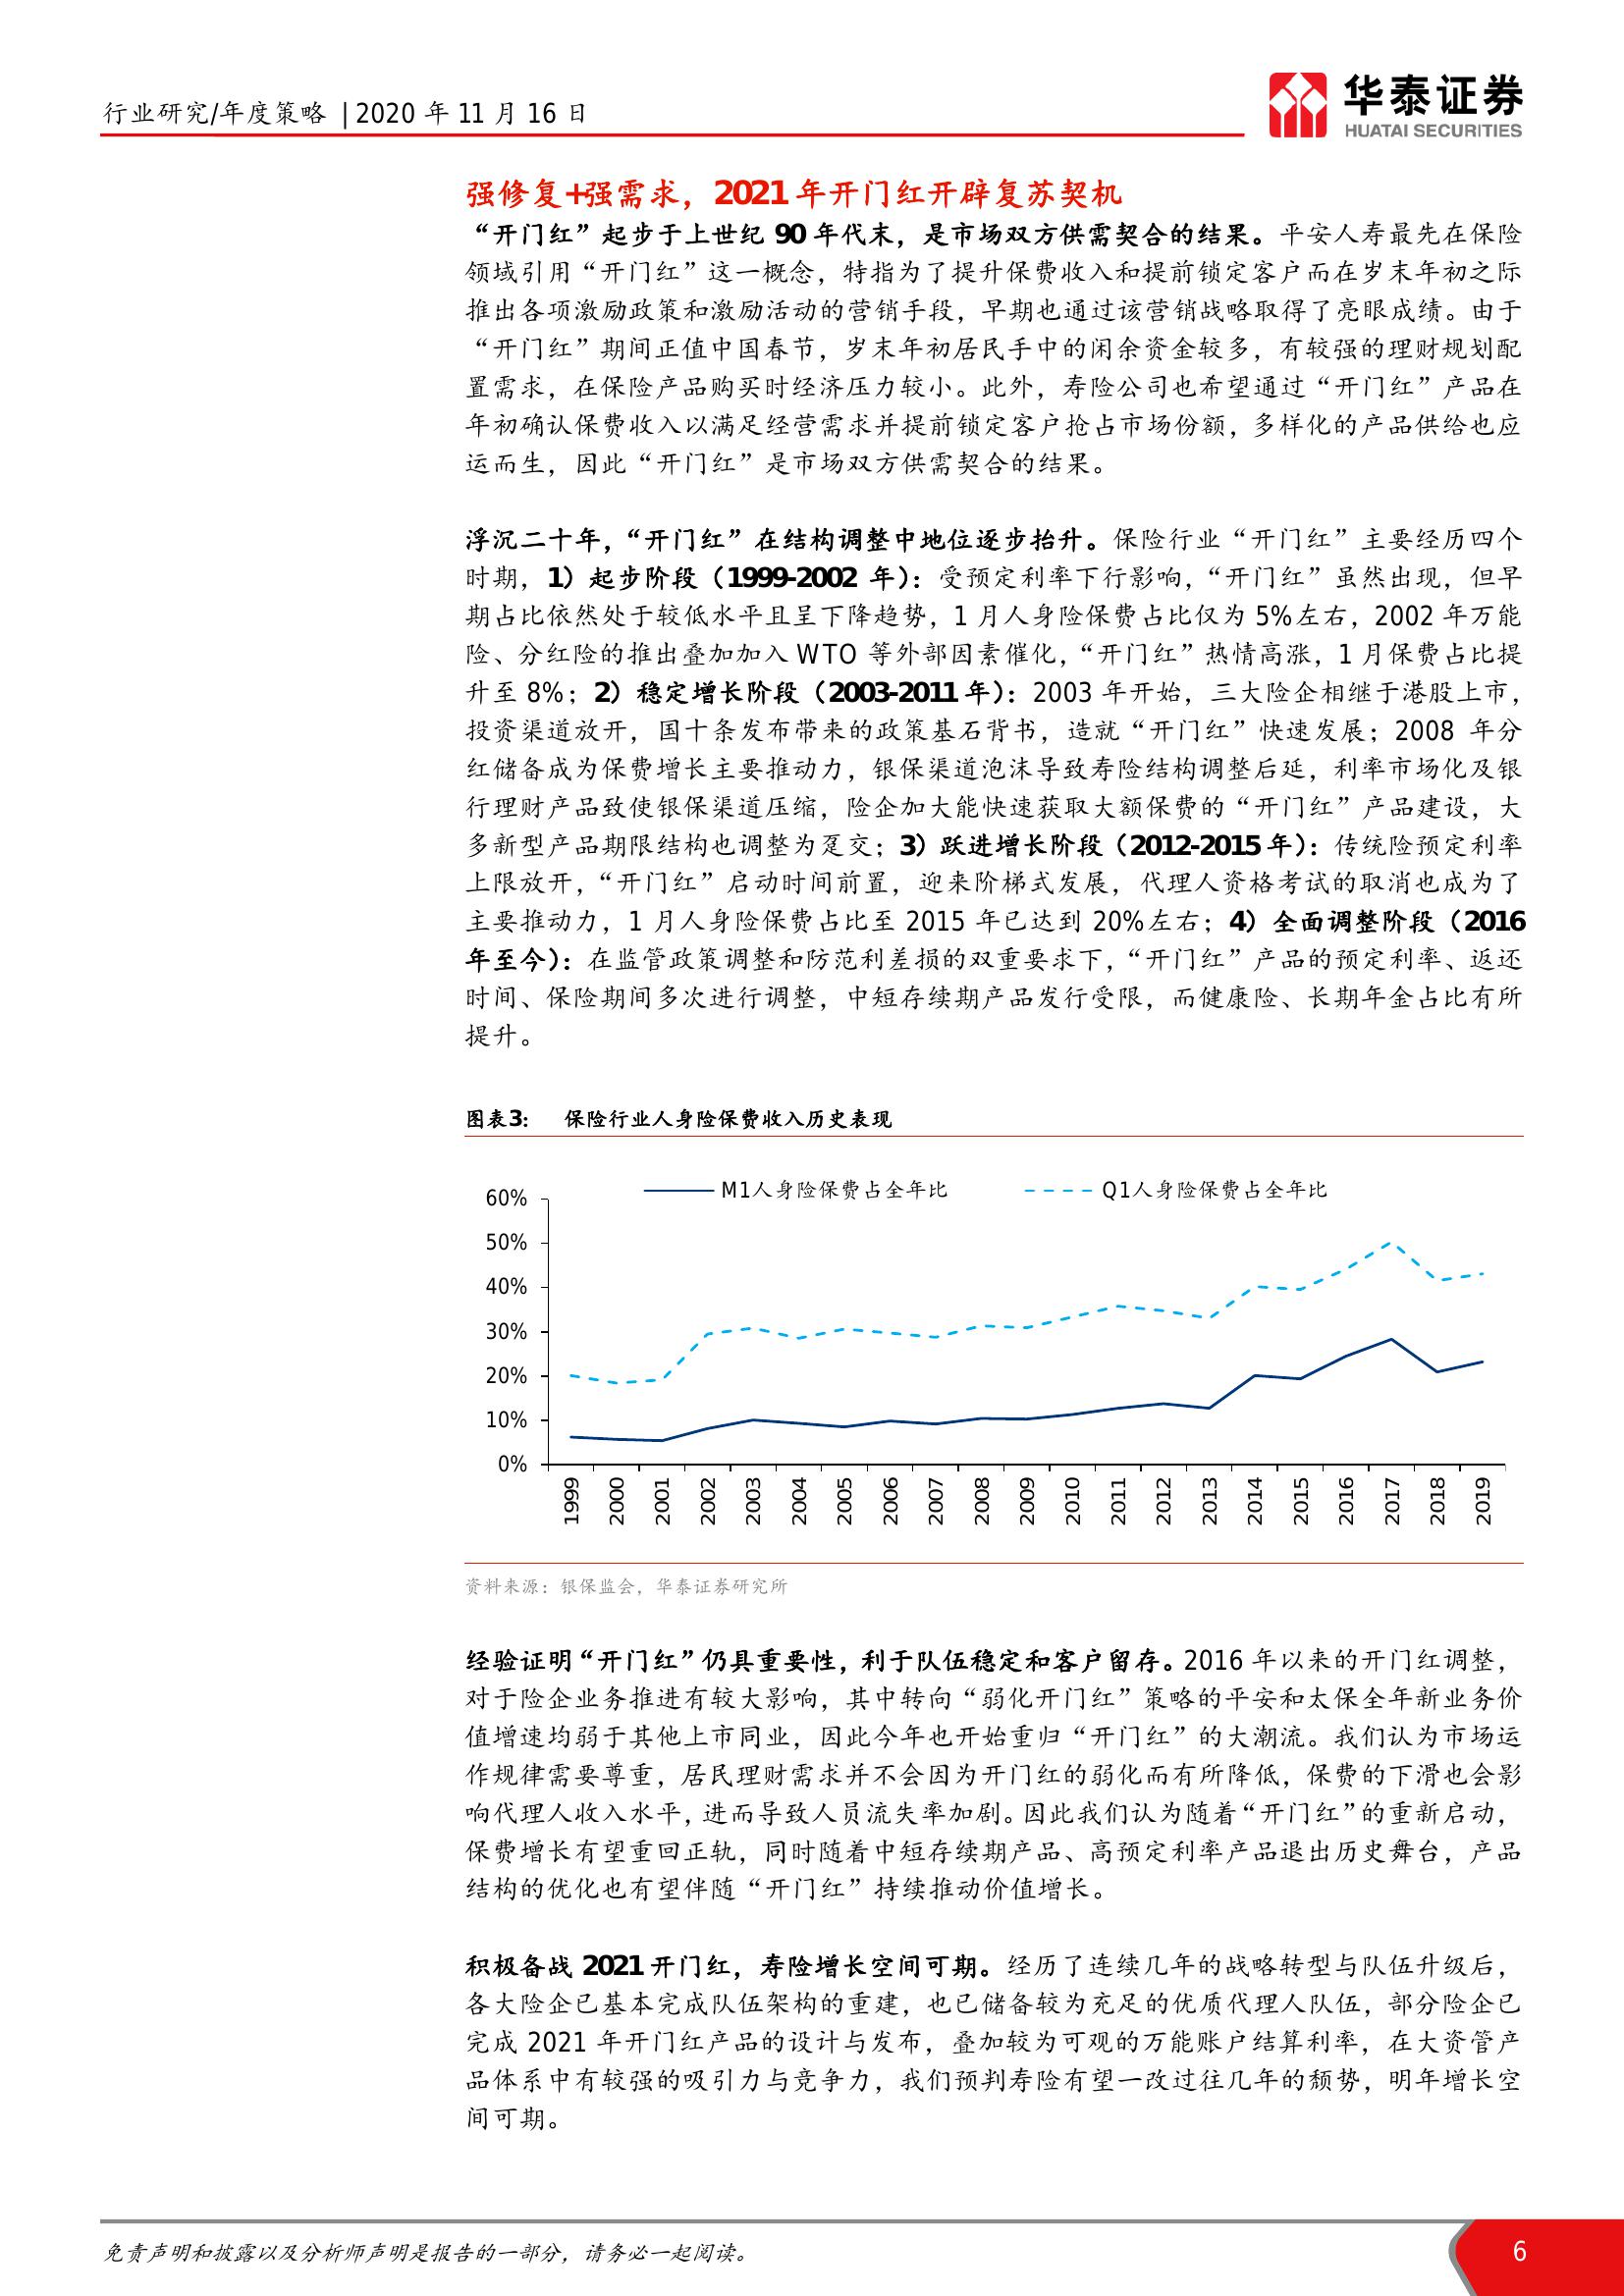 行业研究/年度策略 | 2020 年 11 月 16 日
华泰证券
HUATAI SECURITIES
强修复+强需求，2021 年开门红开辟复苏契机
“开门红”起步于上世纪 90 年代末，是市场双方供需契合的结果。平安人寿最先在保险
领域引用“开门红”这一概念，特指为了提升保费收入和提前锁定客户而在岁末年初之际
推出各项激励政策和激励活动的营销手段，早期也通过该营销战略取得了亮眼成绩。由于
“开门红”期间正值中国春节，岁末年初居民手中的闲余资金较多，有较强的理财规划配
置需求，在保险产品购买时经济压力较小。此外，寿险公司也希望通过“开门红”产品在
年初确认保费收入以满足经营需求并提前锁定客户抢占市场份额，多样化的产品供给也应
运而生，因此“开门红”是市场双方供需契合的结果。
浮沉二十年，“开门红”在结构调整中地位逐步抬升。保险行业“开门红”主要经历四个
时期，1）起步阶段（1999-2002 年）：受预定利率下行影响，“开门红”虽然出现，但早
期占比依然处于较低水平且呈下降趋势，1 月人身险保费占比仅为 5%左右，2002 年万能
险、分红险的推出叠加加入 WTO 等外部因素催化，“开门红”热情高涨，1 月保费占比提
升至 8%；2）稳定增长阶段（2003-2011 年）：2003 年开始，三大险企相继于港股上市，
投资渠道放开，国十条发布带来的政策基石背书，造就“开门红”快速发展；2008 年分
红储备成为保费增长主要推动力，银保渠道泡沫导致寿险结构调整后延，利率市场化及银
行理财产品致使银保渠道压缩，险企加大能快速获取大额保费的“开门红”产品建设，大
多新型产品期限结构也调整为趸交；3）跃进增长阶段（2012-2015 年）：传统险预定利率
上限放开，“开门红”启动时间前置，迎来阶梯式发展，代理人资格考试的取消也成为了
主要推动力，1 月人身险保费占比至 2015 年已达到 20%左右；4）全面调整阶段（2016
年至今）：在监管政策调整和防范利差损的双重要求下，“开门红”产品的预定利率、返还
时间、保险期间多次进行调整，中短存续期产品发行受限，而健康险、长期年金占比有所
提升。
图表3： 保险行业人身险保费收入历史表现
M1人身险保费占全年比 Q1人身险保费占全年比
60%
50%
40%
30%
20%
10%
0%
1999 2000 2001 2002 2003 2004 2005 2006 2007 2008 2009 2010 2011 2012 2013 2014 2015 2016 2017 2018 2019
资料来源：银保监会，华泰证券研究所
经验证明“开门红”仍具重要性，利于队伍稳定和客户留存。2016 年以来的开门红调整，
对于险企业务推进有较大影响，其中转向“弱化开门红”策略的平安和太保全年新业务价
值增速均弱于其他上市同业，因此今年也开始重归“开门红”的大潮流。我们认为市场运
作规律需要尊重，居民理财需求并不会因为开门红的弱化而有所降低，保费的下滑也会影
响代理人收入水平，进而导致人员流失率加剧。因此我们认为随着“开门红”的重新启动，
保费增长有望重回正轨，同时随着中短存续期产品、高预定利率产品退出历史舞台，产品
结构的优化也有望伴随“开门红”持续推动价值增长。
积极备战 2021 开门红，寿险增长空间可期。经历了连续几年的战略转型与队伍升级后，
各大险企已基本完成队伍架构的重建，也已储备较为充足的优质代理人队伍，部分险企已
完成 2021 年开门红产品的设计与发布，叠加较为可观的万能账户结算利率，在大资管产
品体系中有较强的吸引力与竞争力，我们预判寿险有望一改过往几年的颓势，明年增长空
间可期。
免责声明和披露以及分析师声明是报告的一部分，请务必一起阅读。
6